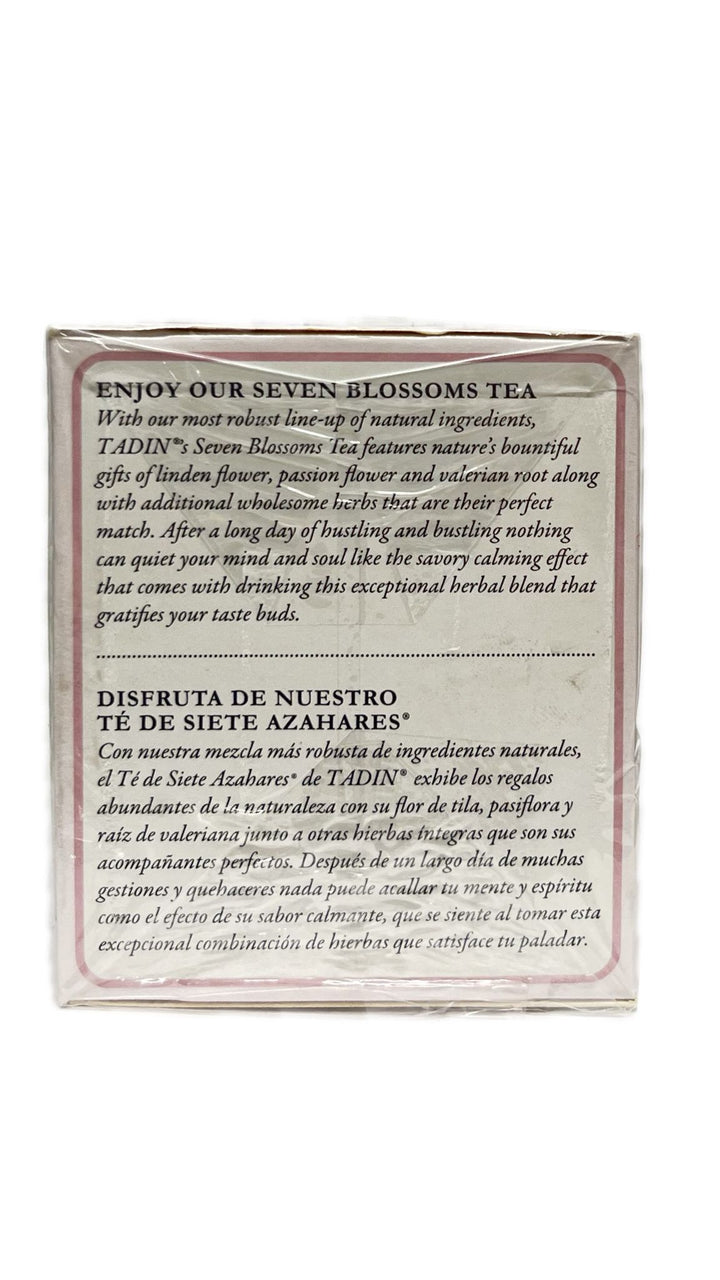 ENJOY OUR SEVEN BLOSSOMS TEA
With our most robust line-up of natural ingredients,
TADIN®'s Seven Blossoms Tea features nature's bountiful
gifts of linden flower, passion flower and valerian root along
with additional wholesome herbs that are their perfect
match. After a long day of hustling and bustling nothing
can quiet your mind and soul like the savory calming effect
that comes with drinking this exceptional herbal blend that
gratifies your taste buds.
DISFRUTA DE NUESTRO
TÉ DE SIETE AZAHARES®
Con nuestra mezcla más robusta de ingredientes naturales,
el Té de Siete Azahares® de TADIN® exhibe los regalos
abundantes de la naturaleza con su flor de tila, pasiflora y
raíz de valeriana junto a otras hierbas íntegras que son sus
acompañantes perfectos. Después de un largo día de muchas
gestiones y quehaceres nada puede acallar tu mente y espíritu
como el efecto de su sabor calmante, que se siente al tomar esta
excepcional combinación de hierbas que satisface tu paladar.